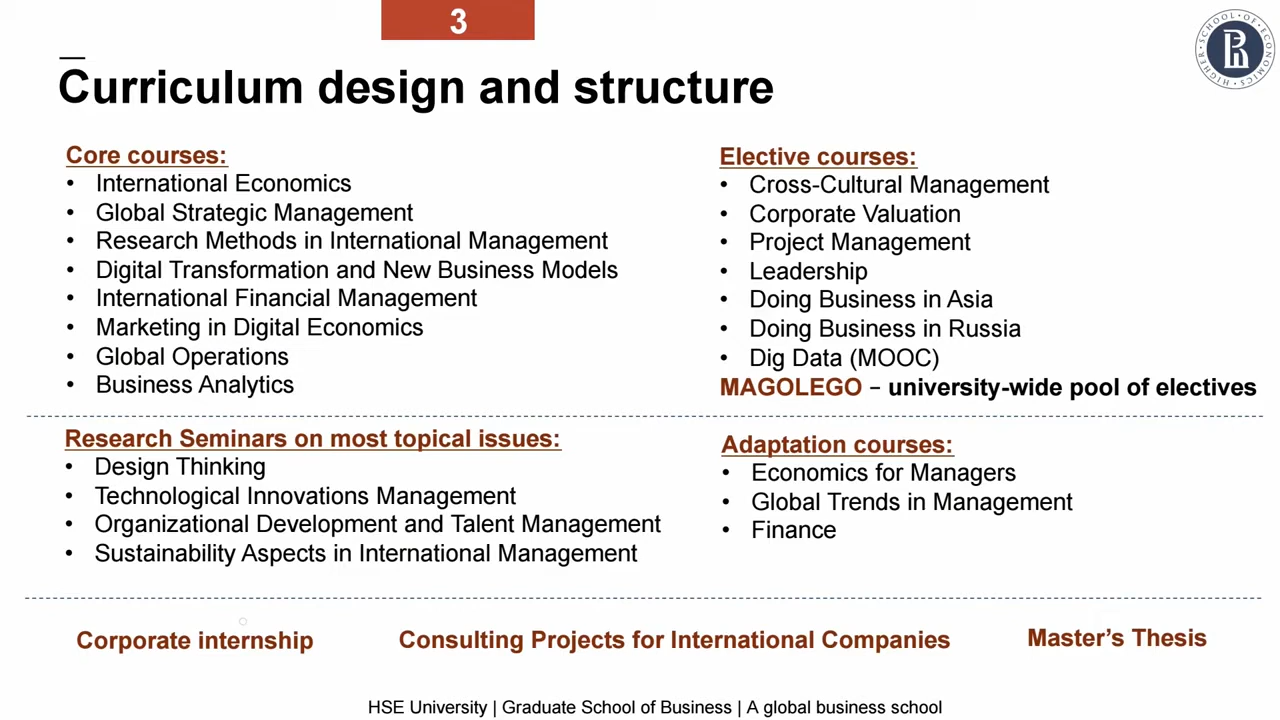 3
Curriculum design and structure
Core courses:
• International Economics
• Global Strategic Management
• Research Methods in International Management
• Digital Transformation and New Business Models
• International Financial Management
• Marketing in Digital Economics
• Global Operations
• Business Analytics
Elective courses:
• Cross-Cultural Management
• Corporate Valuation
• Project Management
• Leadership
• Doing Business in Asia
• Doing Business in Russia
• Dig Data (MOOC)
MAGOLEGO – university-wide pool of electives
Research Seminars on most topical issues:
• Design Thinking
• Technological Innovations Management
• Organizational Development and Talent Management
• Sustainability Aspects in International Management
Adaptation courses:
• Economics for Managers
• Global Trends in Management
• Finance
Corporate internship
Consulting Projects for International Companies
Master’s Thesis
HSE University | Graduate School of Business | A global business school
HIGHER · SCHOOL · OF · ECONOMICS